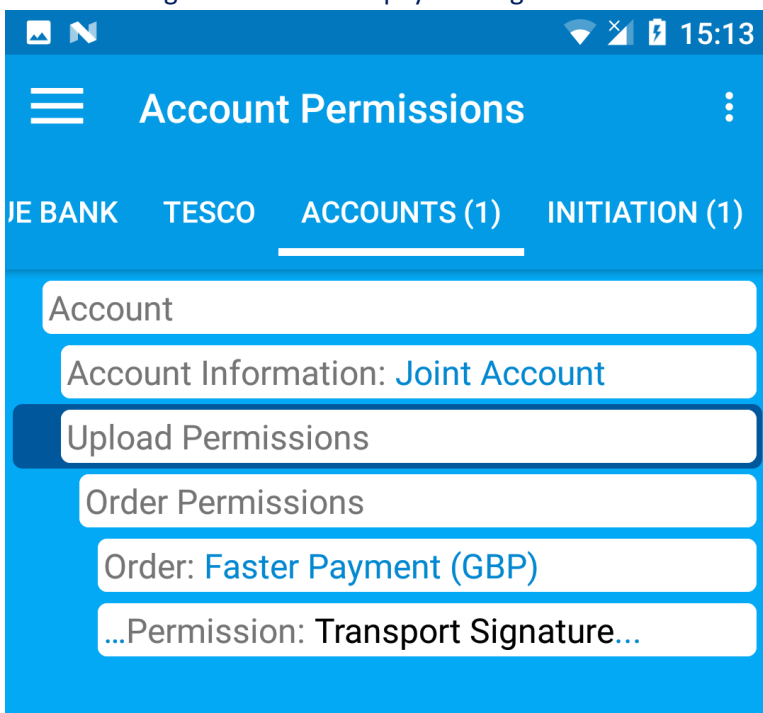 15:13
Account Permissions
UE BANK TESCO ACCOUNTS (1) INITIATION (1)
Account
Account Information: Joint Account
Upload Permissions
Order Permissions
Order: Faster Payment (GBP)
...Permission: Transport Signature...